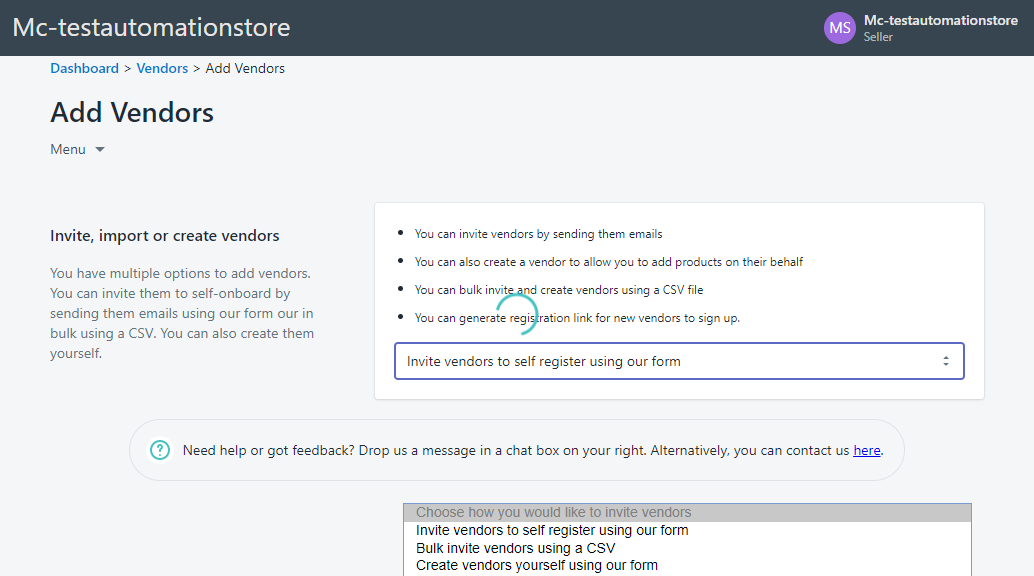 Mc-testautomationstore
MS
Mc-testautomationstore
Seller
Dashboard > Vendors > Add Vendors
Add Vendors
Menu
Invite, import or create vendors
You have multiple options to add vendors.
You can invite them to self-onboard by
sending them emails using our form our in
bulk using a CSV. You can also create them
yourself.
You can invite vendors by sending them emails
You can also create a vendor to allow you to add products on their behalf
You can bulk invite and create vendors using a CSV file
You can generate registration link for new vendors to sign up.
Invite vendors to self register using our form
? Need help or got feedback? Drop us a message in a chat box on your right. Alternatively, you can contact us here.
Choose how you would like to invite vendors
Invite vendors to self register using our form
Bulk invite vendors using a CSV
Create vendors yourself using our form